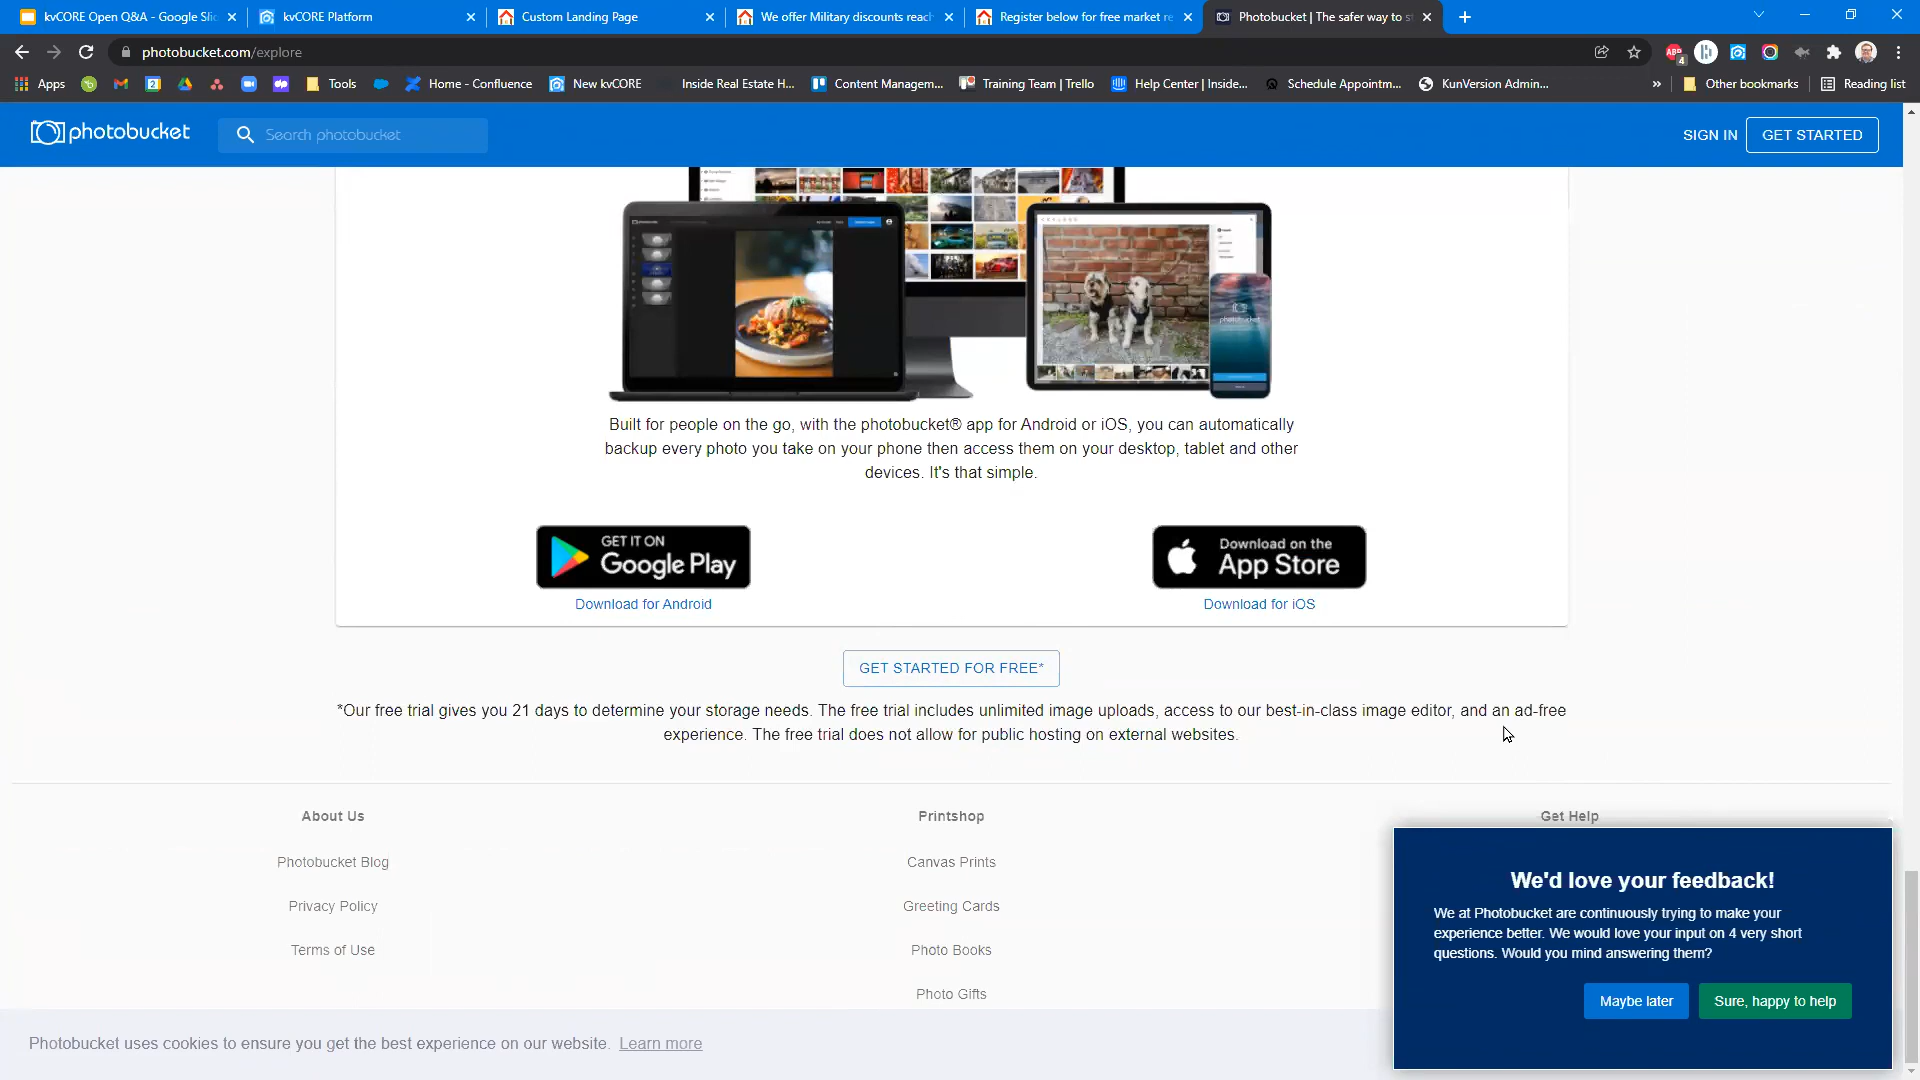 kvCORE Open Q&A - Google Slic
kvCORE Platform
Custom Landing Page
We offer Military discounts reach
Register below for free market re
Photobucket | The safer way to st
photobucket.com/explore
Apps
Tools
Home - Confluence
New kvCORE
Inside Real Estate H...
Content Managem...
Training Team | Trello
Help Center | Inside...
Schedule Appointm...
KunVersion Admin...
»
Other bookmarks
Reading list
photobucket
Search photobucket
SIGN IN
GET STARTED
photobucket
Built for people on the go, with the photobucket® app for Android or iOS, you can automatically
backup every photo you take on your phone then access them on your desktop, tablet and other
devices. It's that simple.
GET IT ON
Google Play
Download on the
App Store
Download for Android
Download for iOS
GET STARTED FOR FREE*
*Our free trial gives you 21 days to determine your storage needs. The free trial includes unlimited image uploads, access to our best-in-class image editor, and an ad-free
experience. The free trial does not allow for public hosting on external websites.
About Us
Printshop
Get Help
Photobucket Blog
Canvas Prints
Privacy Policy
Greeting Cards
Terms of Use
Photo Books
Photo Gifts
We'd love your feedback!
We at Photobucket are continuously trying to make your
experience better. We would love your input on 4 very short
questions. Would you mind answering them?
Maybe later
Sure, happy to help
Photobucket uses cookies to ensure you get the best experience on our website. Learn more